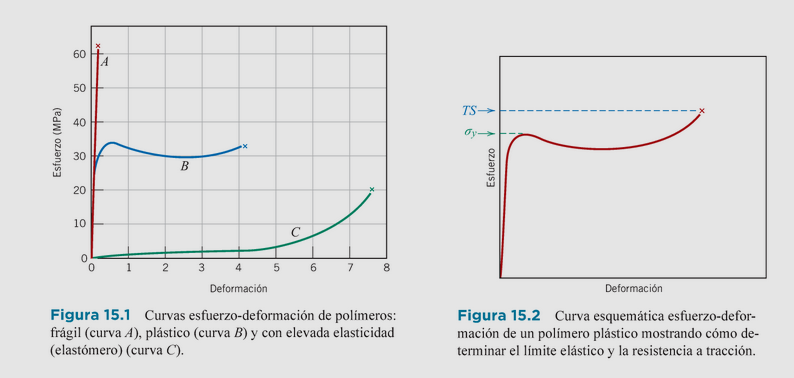 60
50
40
30
20
10
0
Esfuerzo (MPa)
A
B
C
0 1 2 3 4 5 6 7 8
Deformación
Figura 15.1 Curvas esfuerzo-deformación de polímeros:
frágil (curva A), plástico (curva B) y con elevada elasticidad
(elastómero) (curva C).
TS
σy
Esfuerzo
Deformación
Figura 15.2 Curva esquemática esfuerzo-defor-
mación de un polímero plástico mostrando cómo de-
terminar el límite elástico y la resistencia a tracción.